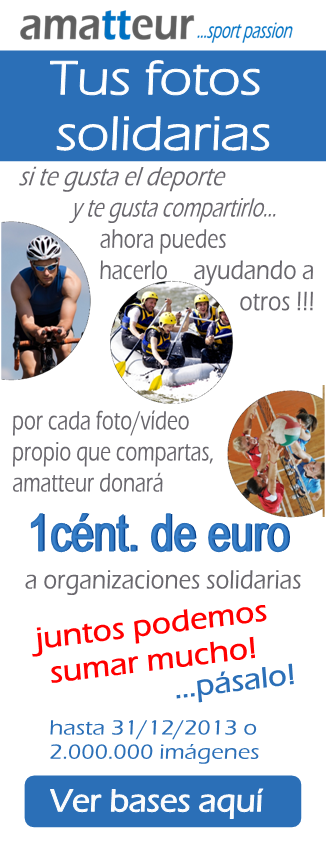 amatteur ...sport passion
Tus fotos
solidarias
si te gusta el deporte
y te gusta compartirlo...
ahora puedes
hacerlo ayudando a
otros !!!
por cada foto/vídeo
propio que compartas,
amatteur donará
1cént. de euro
a organizaciones solidarias
juntos podemos
sumar mucho!
...pásalo!
hasta 31/12/2013 o
2.000.000 imágenes
Ver bases aquí